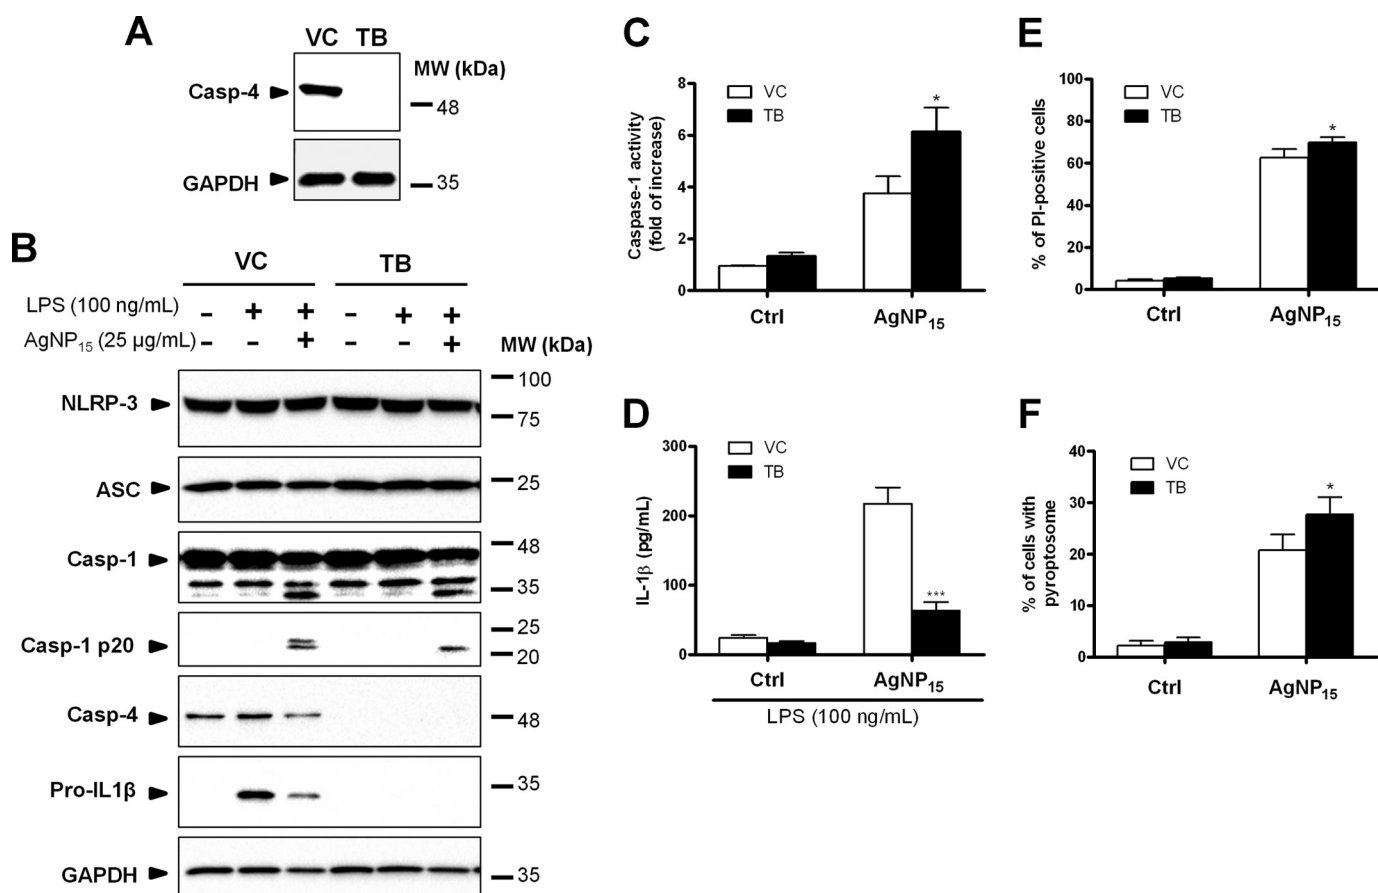 A
VC TB
MW (kDa)
Casp-4
48
GAPDH
35
B
VC TB
LPS (100 ng/mL) - + + - + +
AgNP₁₅ (25 µg/mL) - - + - - +
MW (kDa)
NLRP-3
100
75
ASC
25
Casp-1
48
35
Casp-1 p20
25
20
Casp-4
48
Pro-IL1β
35
GAPDH
35
C
Caspase-1 activity
(fold of increase)
8
6
4
2
0
VC
TB
*
Ctrl AgNP₁₅
D
IL-1β (pg/mL)
300
200
100
0
VC
TB
***
Ctrl AgNP₁₅
LPS (100 ng/mL)
E
% of PI-positive cells
100
80
60
40
20
0
VC
TB
*
Ctrl AgNP₁₅
F
% of cells with
pyroptosome
40
30
20
10
0
VC
TB
*
Ctrl AgNP₁₅